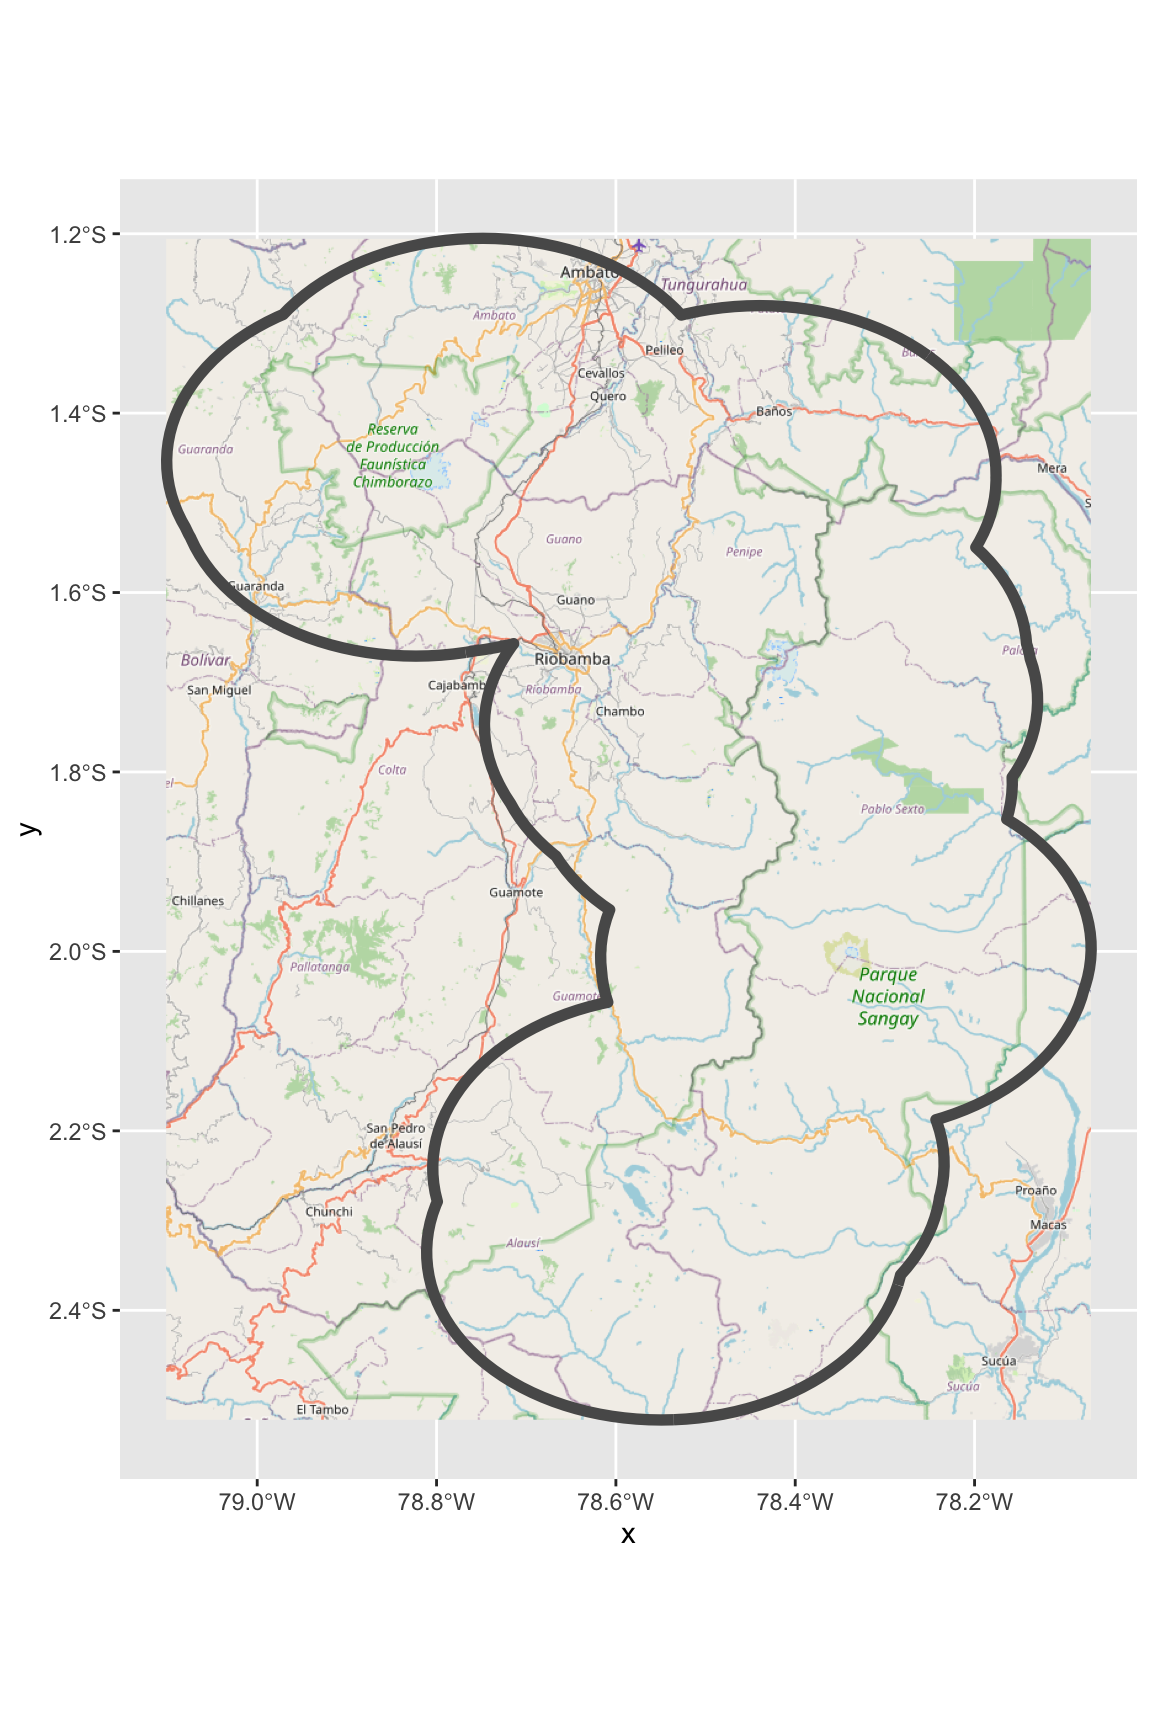 1.2°S
1.4°S
1.6°S
1.8°S
2.0°S
2.2°S
2.4°S
y
Ambato
Tungurahua
Ambato
Pelileo
Cevallos
Quero
Baños
Reserva
de Producción
Faunística
Chimborazo
Guaranda
Mera
S
Guano
Penipe
Guaranda
Guano
Bolívar
Riobamba
San Miguel
Cajabamb
Riobamba
Chambo
Colta
el
Pablo Sexto
Guamote
Chillanes
Pallatanga
Parque
Nacional
Sangay
Guamote
San Pedro
de Alausí
Proaño
Chunchi
Macas
Alausí
Sucúa
Sucúa
El Tambo
79.0°W
78.8°W
78.6°W
78.4°W
78.2°W
x